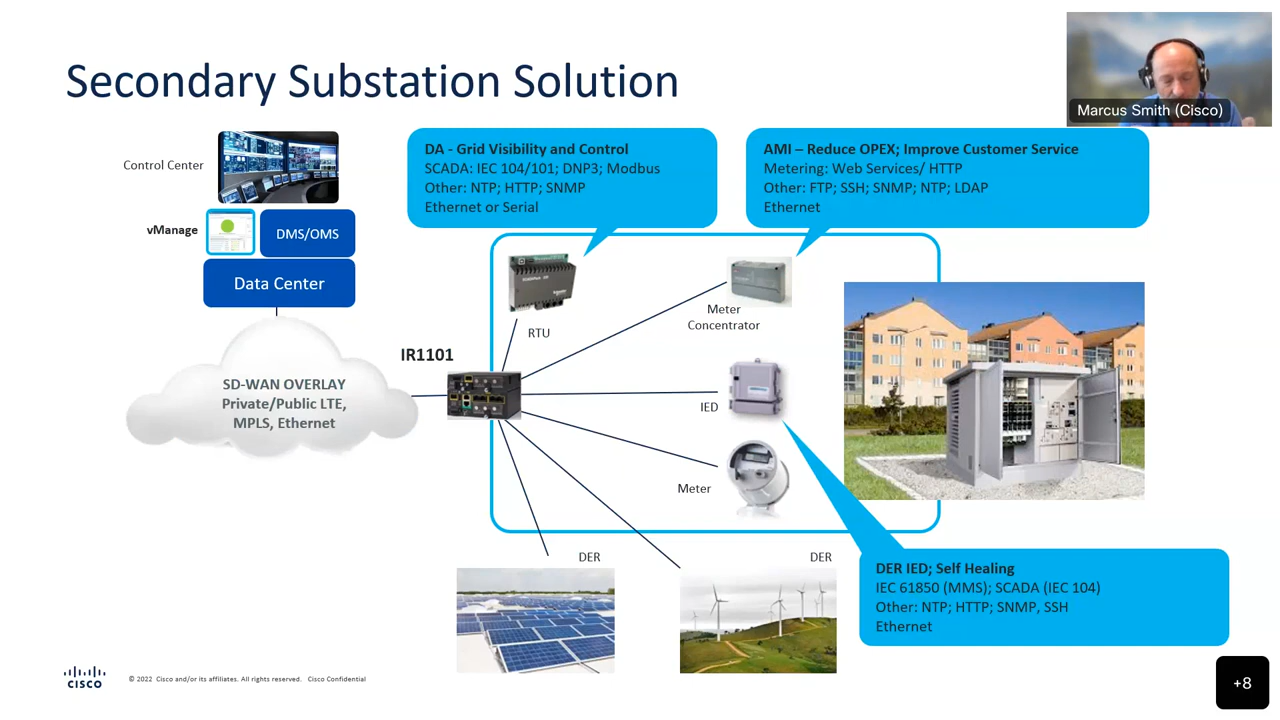 Secondary Substation Solution
Marcus Smith (Cisco)
Control Center
vManage
DMS/OMS
Data Center
SD-WAN OVERLAY
Private/Public LTE,
MPLS, Ethernet
IR1101
DA - Grid Visibility and Control
SCADA: IEC 104/101; DNP3; Modbus
Other: NTP; HTTP; SNMP
Ethernet or Serial
AMI – Reduce OPEX; Improve Customer Service
Metering: Web Services/ HTTP
Other: FTP; SSH; SNMP; NTP; LDAP
Ethernet
RTU
Meter
Concentrator
IED
Meter
DER
DER
DER IED; Self Healing
IEC 61850 (MMS); SCADA (IEC 104)
Other: NTP; HTTP; SNMP, SSH
Ethernet
CISCO
© 2022 Cisco and/or its affiliates. All rights reserved. Cisco Confidential
+8